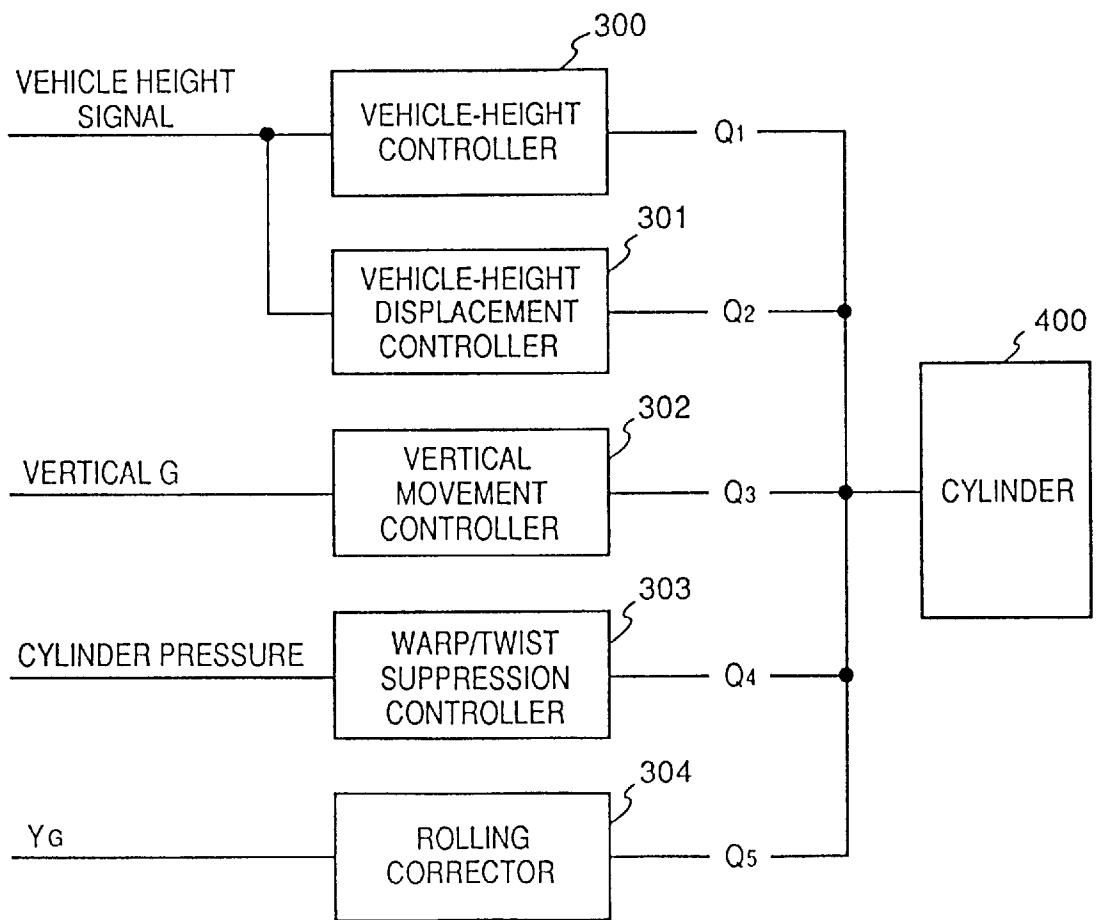 300
VEHICLE HEIGHT
SIGNAL
VEHICLE-HEIGHT
CONTROLLER
Q1
301
VEHICLE-HEIGHT
DISPLACEMENT
CONTROLLER
Q2
400
CYLINDER
302
VERTICAL G
VERTICAL
MOVEMENT
CONTROLLER
Q3
303
CYLINDER PRESSURE
WARP/TWIST
SUPPRESSION
CONTROLLER
Q4
304
YG
ROLLING
CORRECTOR
Q5